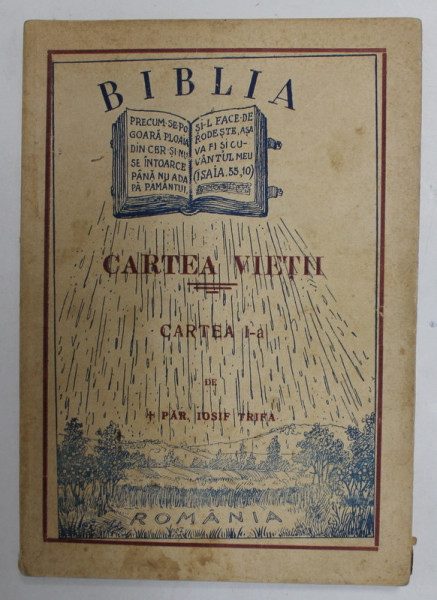 BIBLIA
PRECUM·SE·PO
GOARĂ PLOAIA
DIN CER ȘI NU
SE ÎNTOARCE
PÂNĂ NU ADA
PĂ PAMÂNTUL
ȘI-L FACE·DE
RODEȘTE, AȘA
VA FI ȘI CU-
VÂNTUL MEU
(ISAIA. 55,10)
CARTEA VIEȚII
CARTEA I-a
DE
+ PĂR. IOSIF TRIFA
ROMÂNIA